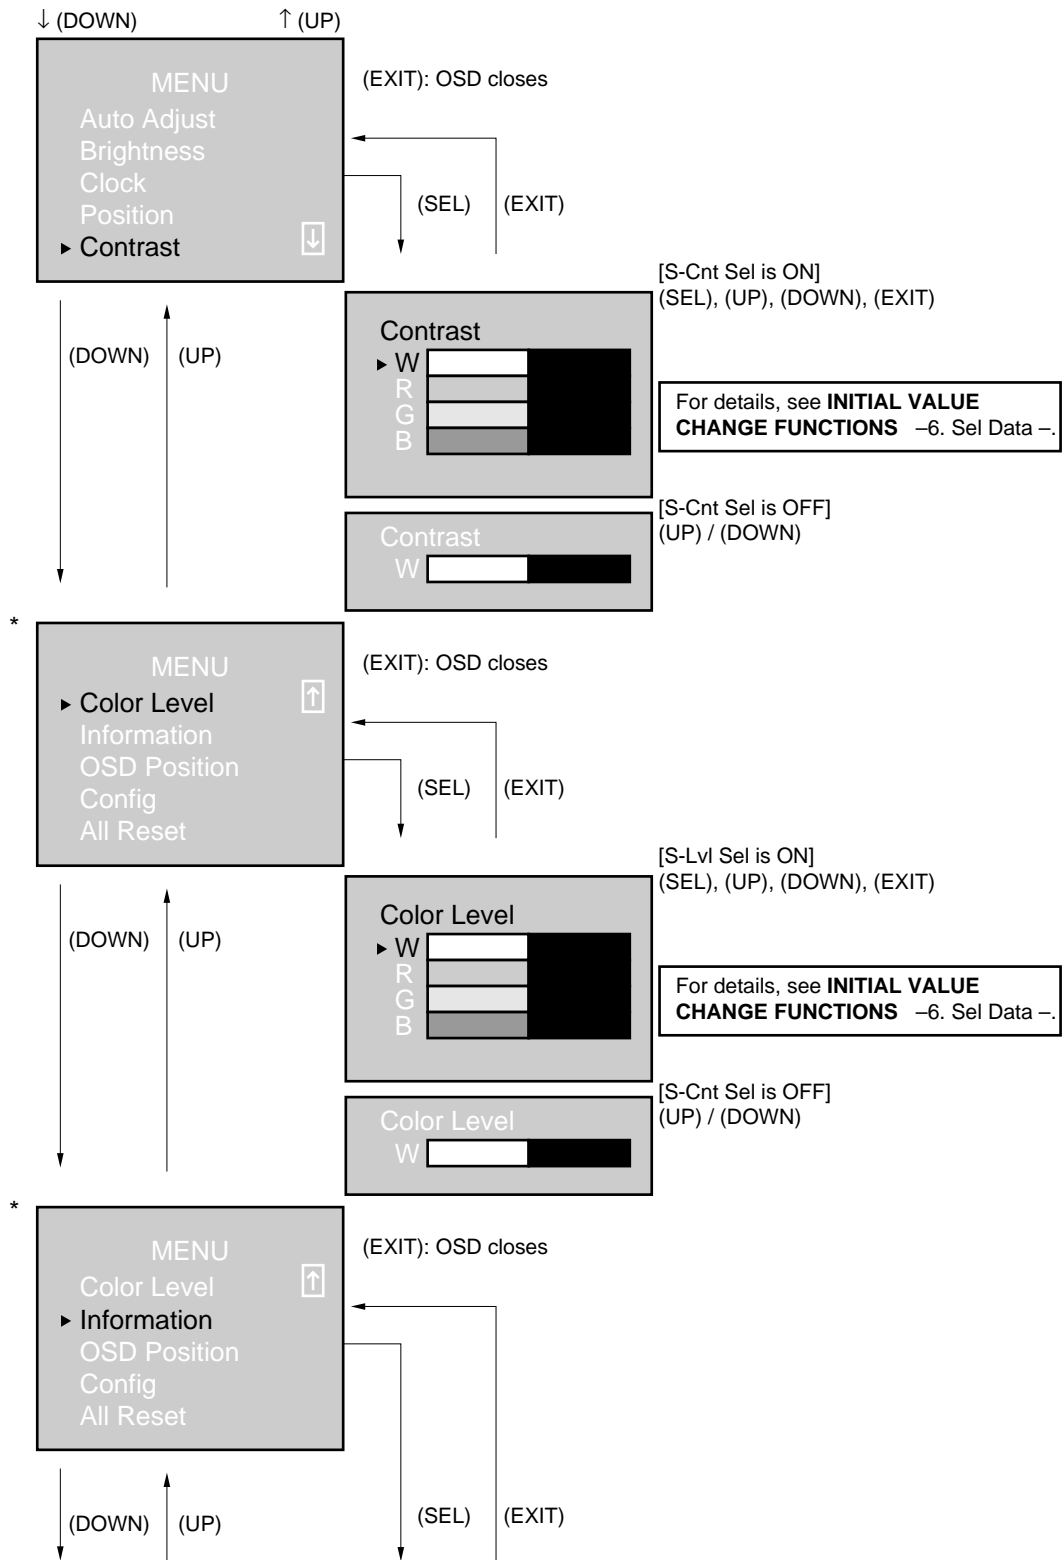 ↓ (DOWN) ↑ (UP)
MENU
Auto Adjust
Brightness
Clock
Position
▸ Contrast ↓
(EXIT): OSD closes
(SEL) (EXIT)
(DOWN) (UP)
[S-Cnt Sel is ON]
(SEL), (UP), (DOWN), (EXIT)
Contrast
▸ W
R
G
B
For details, see INITIAL VALUE
CHANGE FUNCTIONS –6. Sel Data –.
[S-Cnt Sel is OFF]
(UP) / (DOWN)
Contrast
W
*
MENU
▸ Color Level ↑
Information
OSD Position
Config
All Reset
(EXIT): OSD closes
(SEL) (EXIT)
(DOWN) (UP)
[S-Lvl Sel is ON]
(SEL), (UP), (DOWN), (EXIT)
Color Level
▸ W
R
G
B
For details, see INITIAL VALUE
CHANGE FUNCTIONS –6. Sel Data –.
[S-Cnt Sel is OFF]
(UP) / (DOWN)
Color Level
W
*
MENU
Color Level ↑
▸ Information
OSD Position
Config
All Reset
(EXIT): OSD closes
(DOWN) (UP) (SEL) (EXIT)